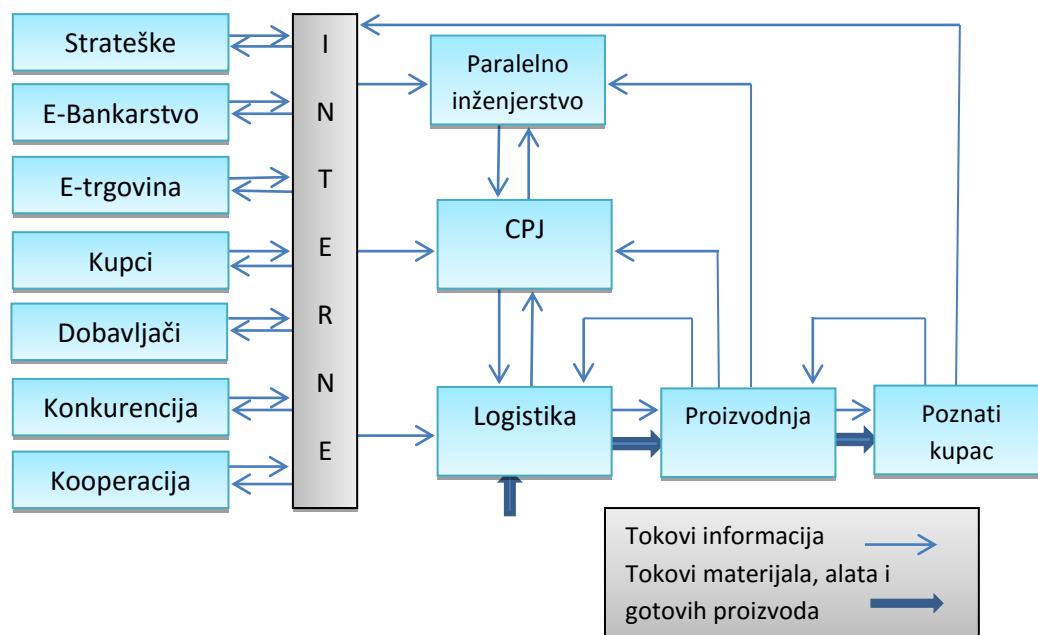 Strateške
E-Bankarstvo
E-trgovina
Kupci
Dobavljači
Konkurencija
Kooperacija
I
N
T
E
R
N
E
Paralelno
inženjerstvo
CPJ
Logistika
Proizvodnja
Poznati
kupac
Tokovi informacija
Tokovi materijala, alata i
gotovih proizvoda